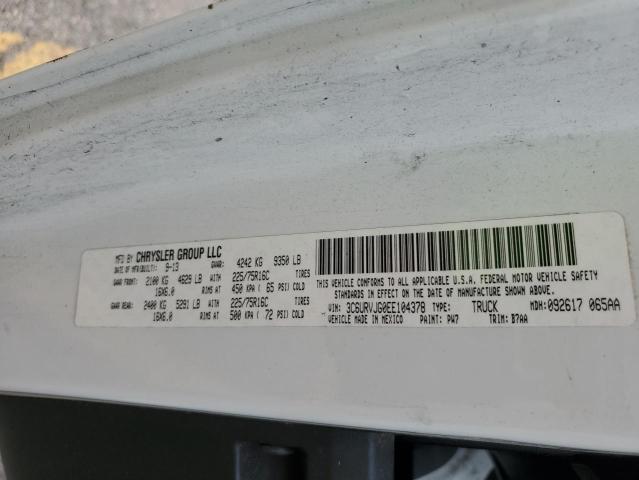 MFD BY CHRYSLER GROUP LLC
DATE OF MFR(BUILT): 9-13 GVWR: 4242 KG 9350 LB
GAWR FRONT: 2100 KG 4629 LB WITH 225/75R16C TIRES
16X6.0 RIMS AT 450 KPA ( 65 PSI) COLD
GAWR REAR: 2400 KG 5291 LB WITH 225/75R16C TIRES
16X6.0 RIMS AT 500 KPA ( 72 PSI) COLD
THIS VEHICLE CONFORMS TO ALL APPLICABLE U.S.A. FEDERAL MOTOR VEHICLE SAFETY
STANDARDS IN EFFECT ON THE DATE OF MANUFACTURE SHOWN ABOVE.
VIN: 3C6URVJG0EE104378 TYPE: TRUCK MDH: 092617 065AA
VEHICLE MADE IN MEXICO PAINT: PW7 TRIM: B7AA